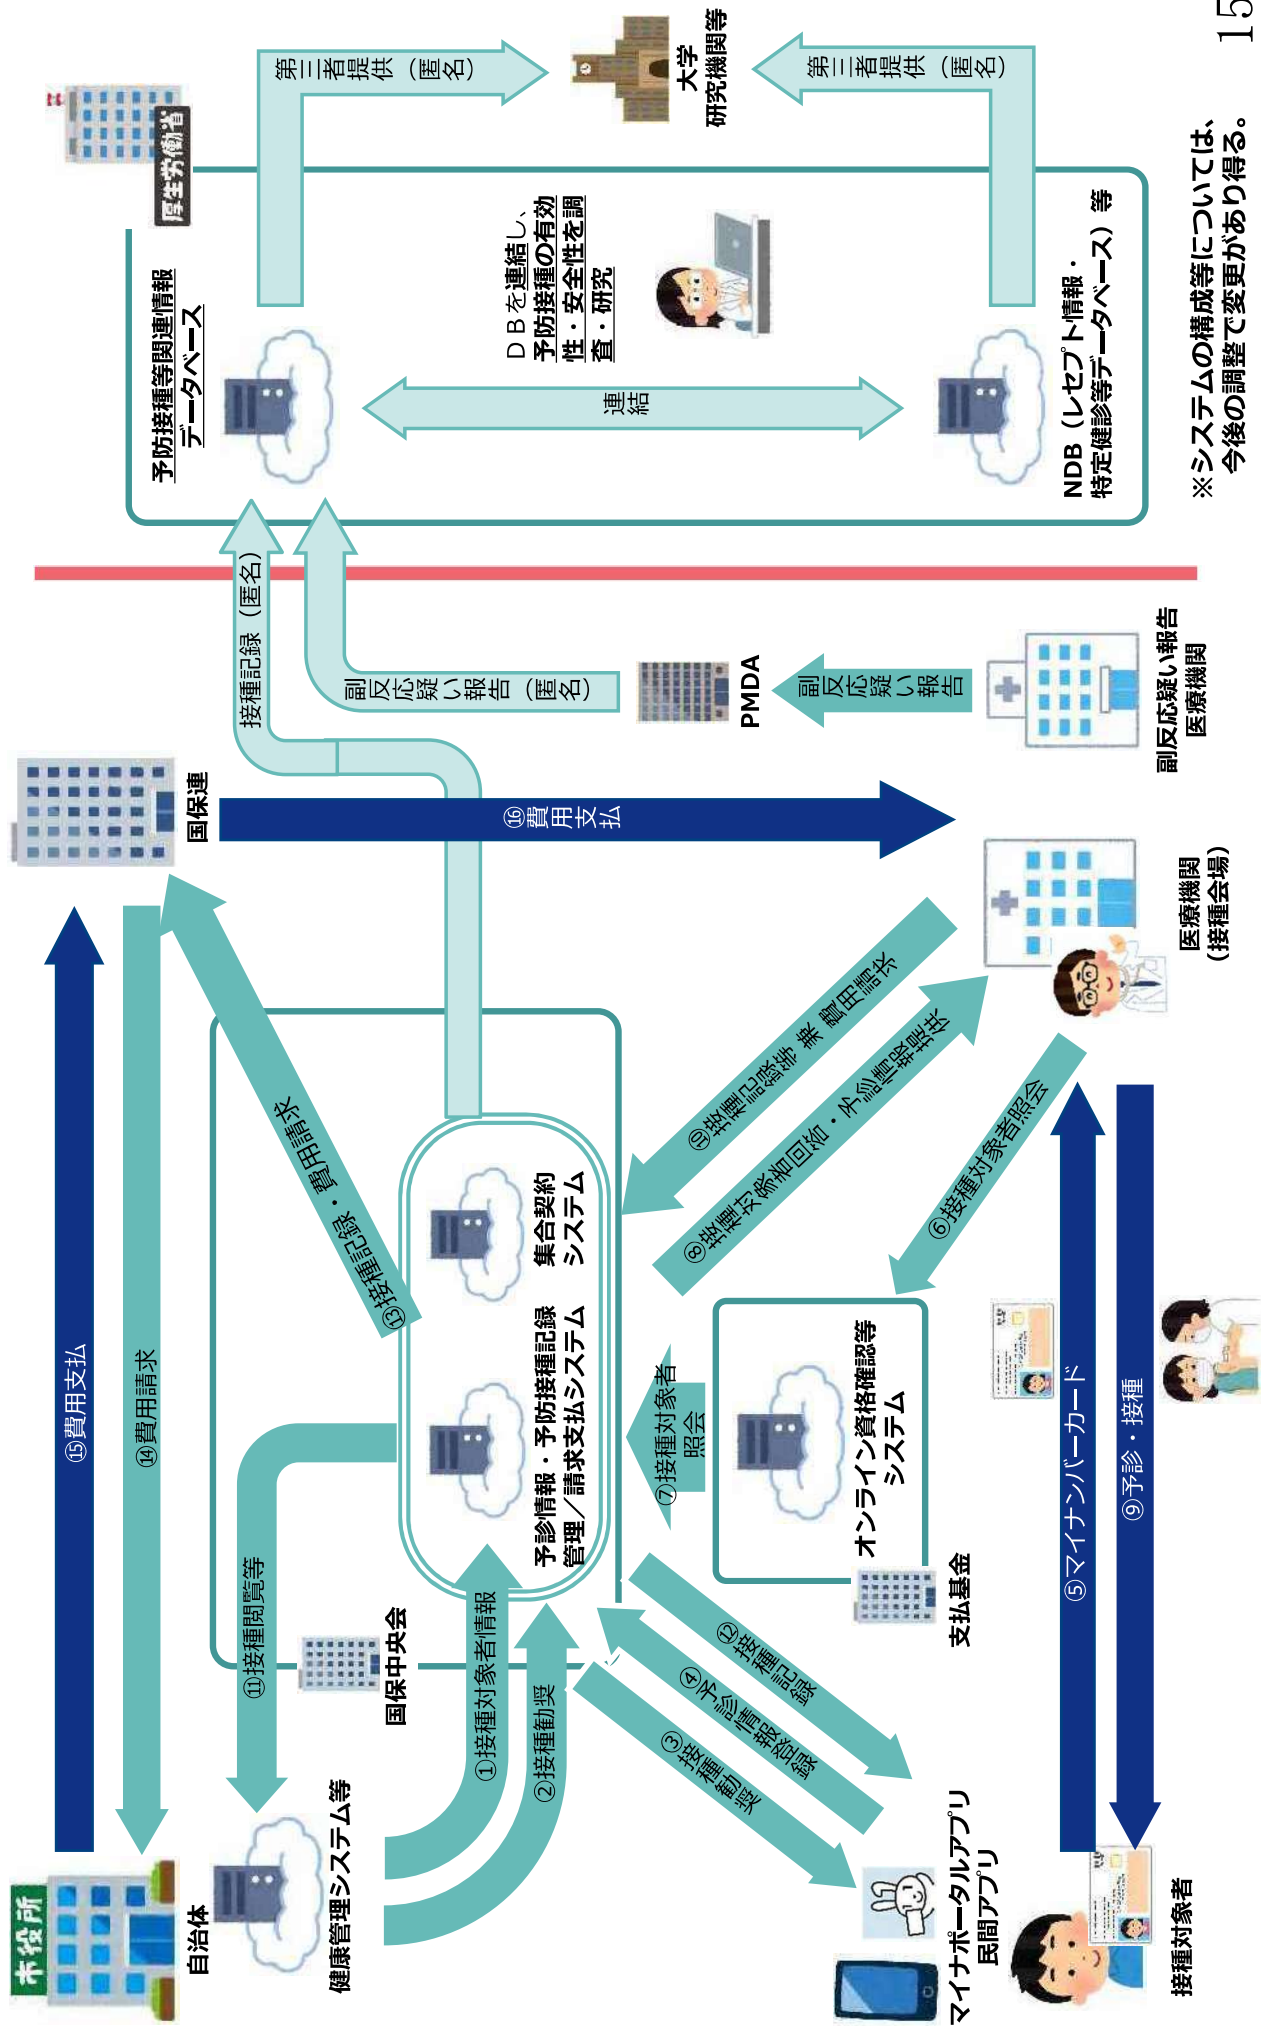 市役所
自治体
健康管理システム等
⑮費用支払
⑭費用請求
国保連
⑪接種閲覧等
国保中央会
①接種対象者情報
②接種勧奨
③接種勧奨
④予診情報登録
⑫接種記録
⑬接種記録・費用請求
予診情報・予防接種記録
管理／請求支払システム
集合契約
システム
⑦接種対象者
照会
オンライン資格確認等
システム
支払基金
⑥接種対象者照会
⑧接種対象者回答・予診情報提供
⑩接種記録等 兼 費用請求
⑯費用支払
マイナポータルアプリ
民間アプリ
接種対象者
⑤マイナンバーカード
⑨予診・接種
医療機関
（接種会場）
接種記録（匿名）
副反応疑い報告（匿名）
PMDA
副反応疑い報告
副反応疑い報告
医療機関
厚生労働省
予防接種等関連情報
データベース
連結
ＤＢを連結し、
予防接種の有効
性・安全性を調
査・研究
NDB（レセプト情報・
特定健診等データベース）等
第三者提供（匿名）
大学
研究機関等
第三者提供（匿名）
※システムの構成等については、
今後の調整で変更があり得る。
15